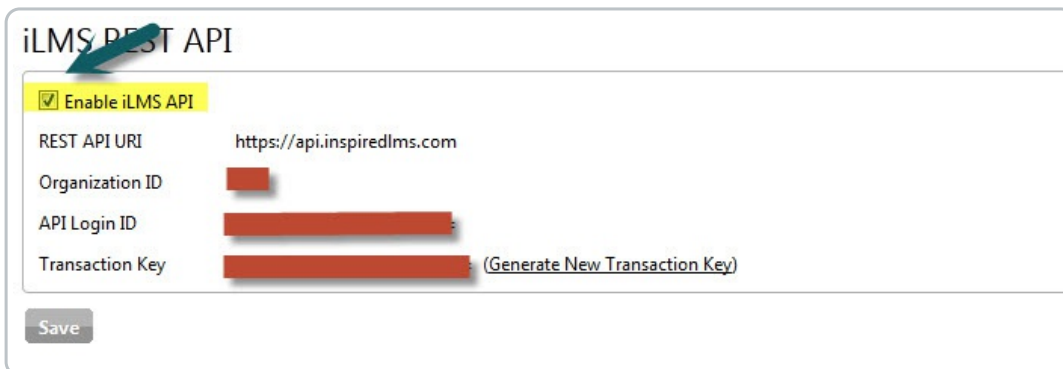 iLMS REST API
Enable iLMS API
REST API URI https://api.inspiredlms.com
Organization ID
API Login ID
Transaction Key (Generate New Transaction Key)
Save